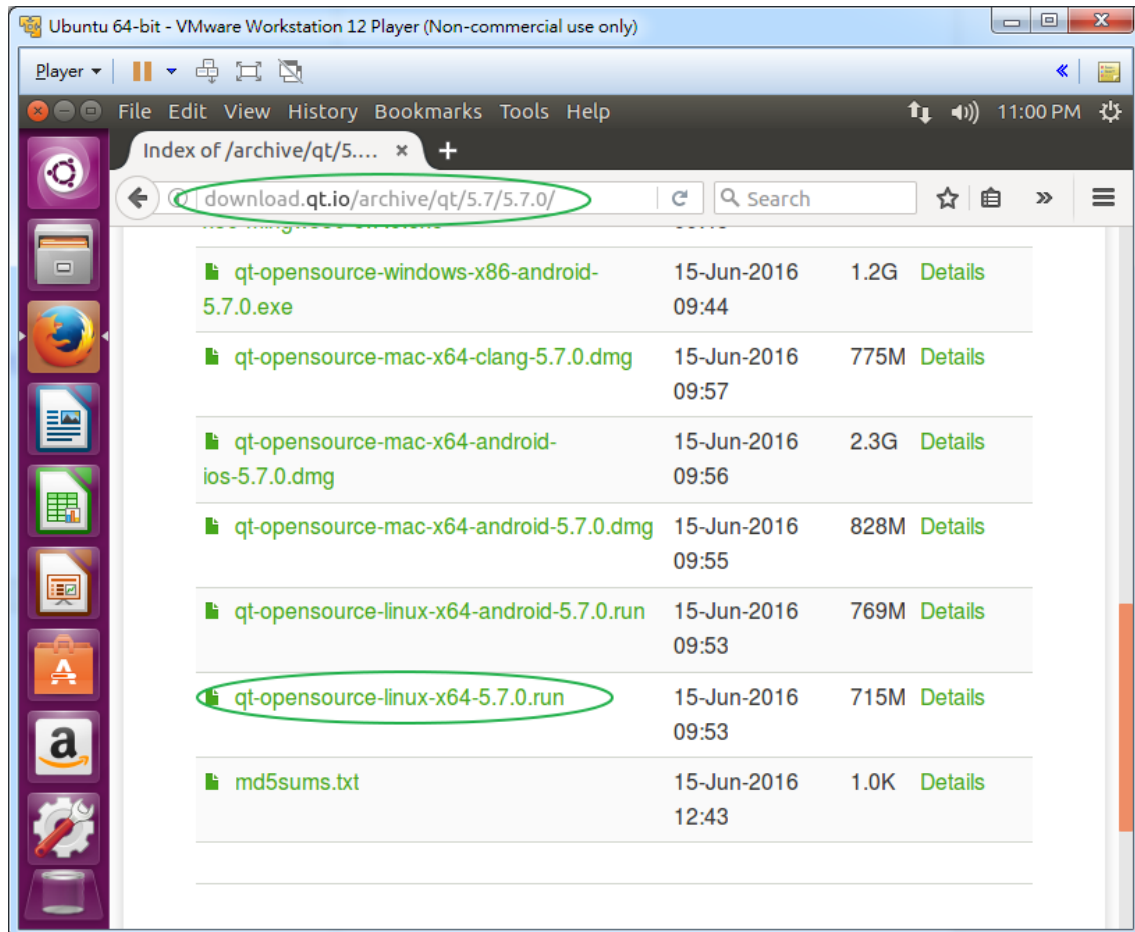 Ubuntu 64-bit - VMware Workstation 12 Player (Non-commercial use only)
Player
File Edit View History Bookmarks Tools Help 11:00 PM
Index of /archive/qt/5....
download.qt.io/archive/qt/5.7/5.7.0/ Search
qt-opensource-windows-x86-android- 15-Jun-2016 1.2G Details
5.7.0.exe 09:44
qt-opensource-mac-x64-clang-5.7.0.dmg 15-Jun-2016 775M Details
09:57
qt-opensource-mac-x64-android- 15-Jun-2016 2.3G Details
ios-5.7.0.dmg 09:56
qt-opensource-mac-x64-android-5.7.0.dmg 15-Jun-2016 828M Details
09:55
qt-opensource-linux-x64-android-5.7.0.run 15-Jun-2016 769M Details
09:53
qt-opensource-linux-x64-5.7.0.run 15-Jun-2016 715M Details
09:53
md5sums.txt 15-Jun-2016 1.0K Details
12:43